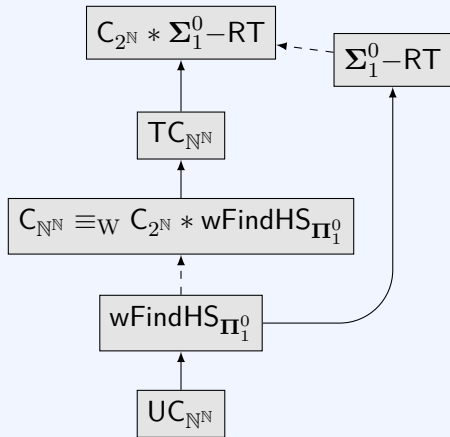 C_{2^ℕ} ∗ Σ^0_1−RT
Σ^0_1−RT
TC_{ℕ^ℕ}
C_{ℕ^ℕ} ≡_W C_{2^ℕ} ∗ wFindHS_{Π^0_1}
wFindHS_{Π^0_1}
UC_{ℕ^ℕ}